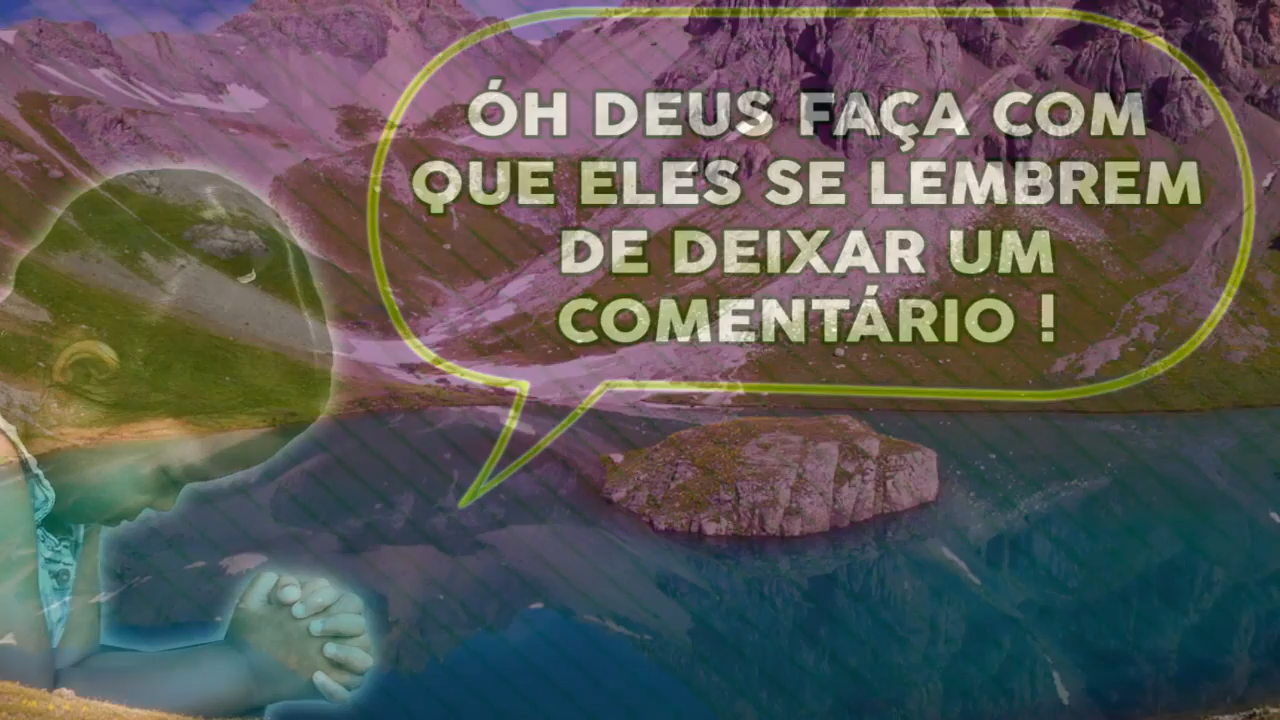 ÓH DEUS FAÇA COM
QUE ELES SE LEMBREM
DE DEIXAR UM
COMENTÁRIO !